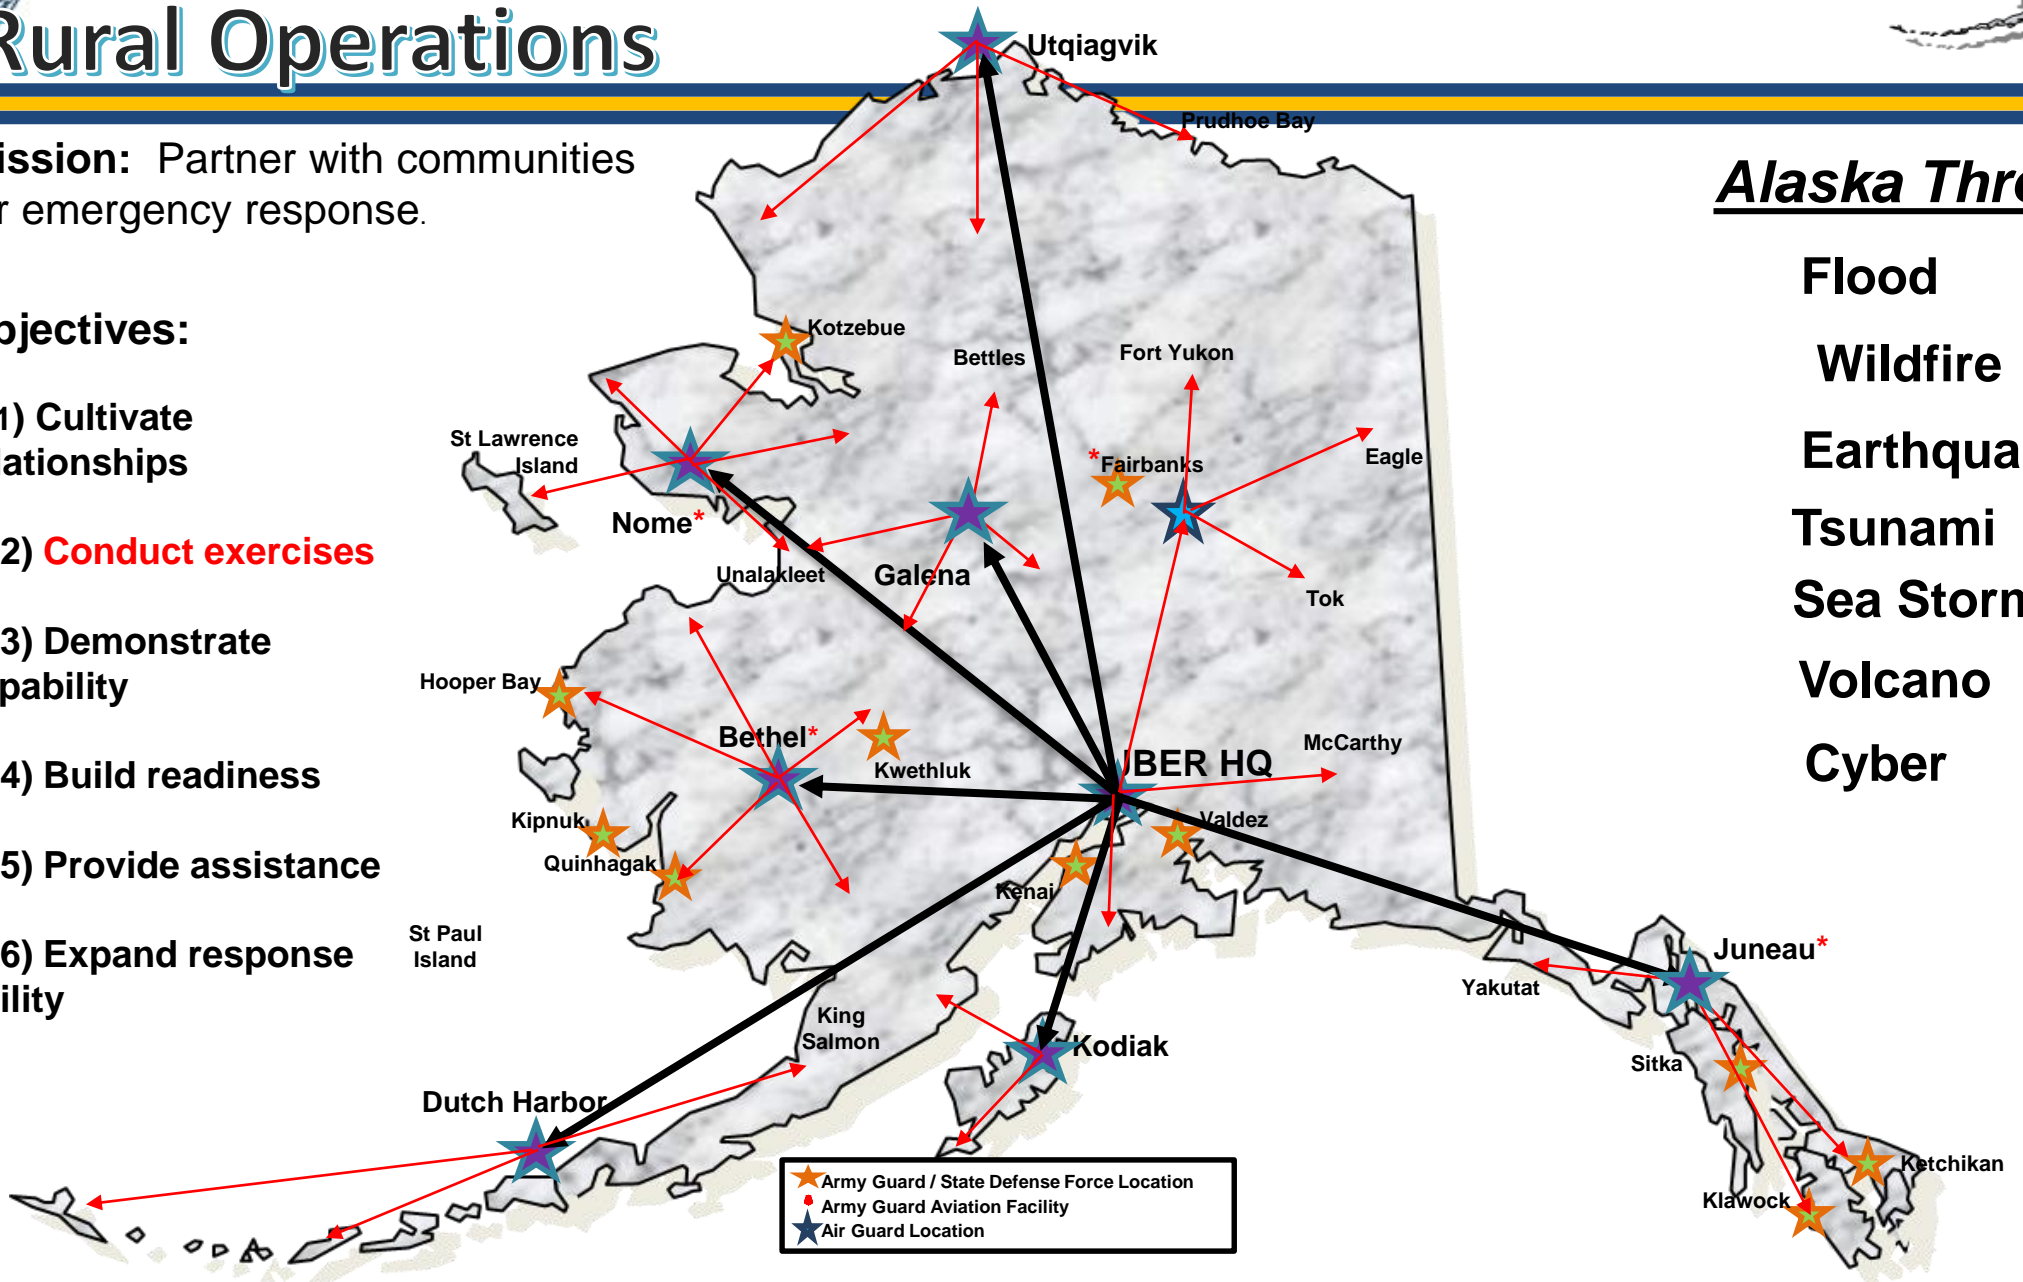 Rural Operations
ission: Partner with communities
r emergency response.
bjectives:
1) Cultivate
lationships
2) Conduct exercises
3) Demonstrate
pability
4) Build readiness
5) Provide assistance
6) Expand response
ility
Utqiagvik
Prudhoe Bay
Kotzebue
Bettles
Fort Yukon
St Lawrence
Island
*Fairbanks
Eagle
Nome*
Unalakleet
Galena
Tok
Hooper Bay
Bethel*
Kwethluk
JBER HQ
McCarthy
Kipnuk
Valdez
Quinhagak
Kenai
St Paul
Island
Juneau*
Yakutat
King
Salmon
Kodiak
Sitka
Dutch Harbor
Ketchikan
Klawock
Army Guard / State Defense Force Location
Army Guard Aviation Facility
Air Guard Location
Alaska Thre
Flood
Wildfire
Earthqua
Tsunami
Sea Storm
Volcano
Cyber